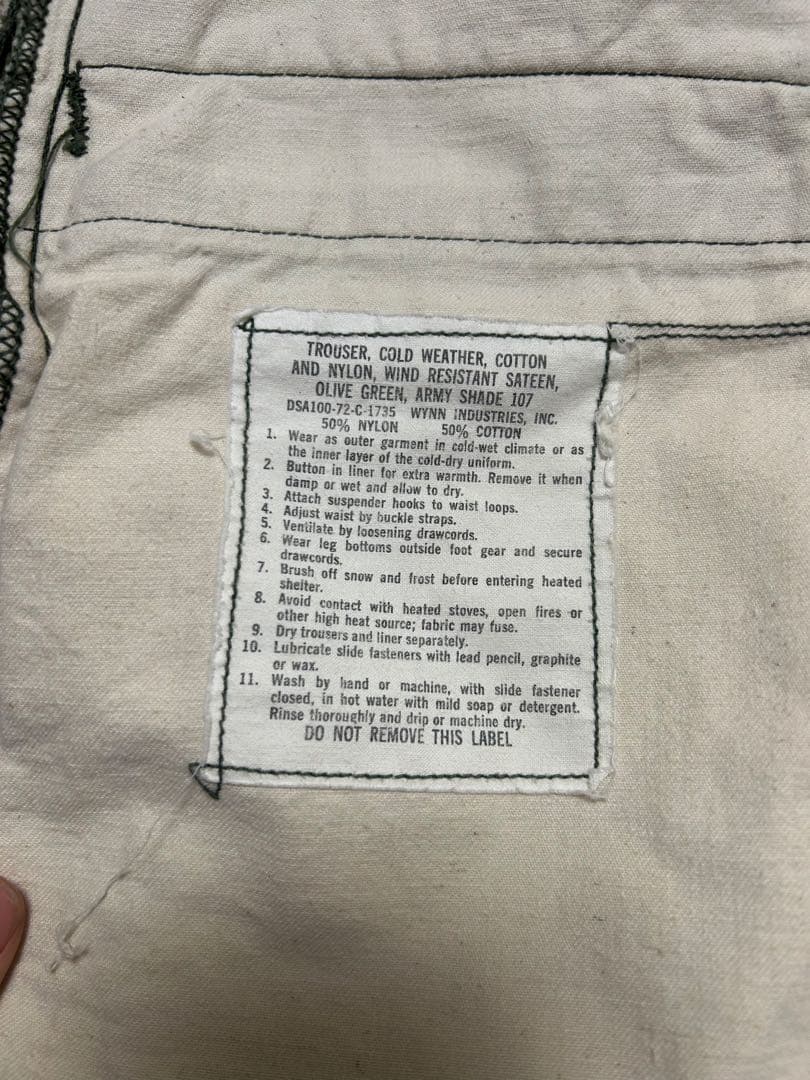 TROUSER, COLD WEATHER, COTTON
AND NYLON, WIND RESISTANT SATEEN,
OLIVE GREEN, ARMY SHADE 107
DSA100-72-C-1735 WYNN INDUSTRIES, INC.
50% NYLON 50% COTTON
1. Wear as outer garment in cold-wet climate or as
the inner layer of the cold-dry uniform.
2. Button in liner for extra warmth. Remove it when
damp or wet and allow to dry.
3. Attach suspender hooks to waist loops.
4. Adjust waist by buckle straps.
5. Ventilate by loosening drawcords.
6. Wear leg bottoms outside foot gear and secure
drawcords.
7. Brush off snow and frost before entering heated
shelter.
8. Avoid contact with heated stoves, open fires or
other high heat source; fabric may fuse.
9. Dry trousers and liner separately.
10. Lubricate slide fasteners with lead pencil, graphite
or wax.
11. Wash by hand or machine, with slide fastener
closed, in hot water with mild soap or detergent.
Rinse thoroughly and drip or machine dry.
DO NOT REMOVE THIS LABEL